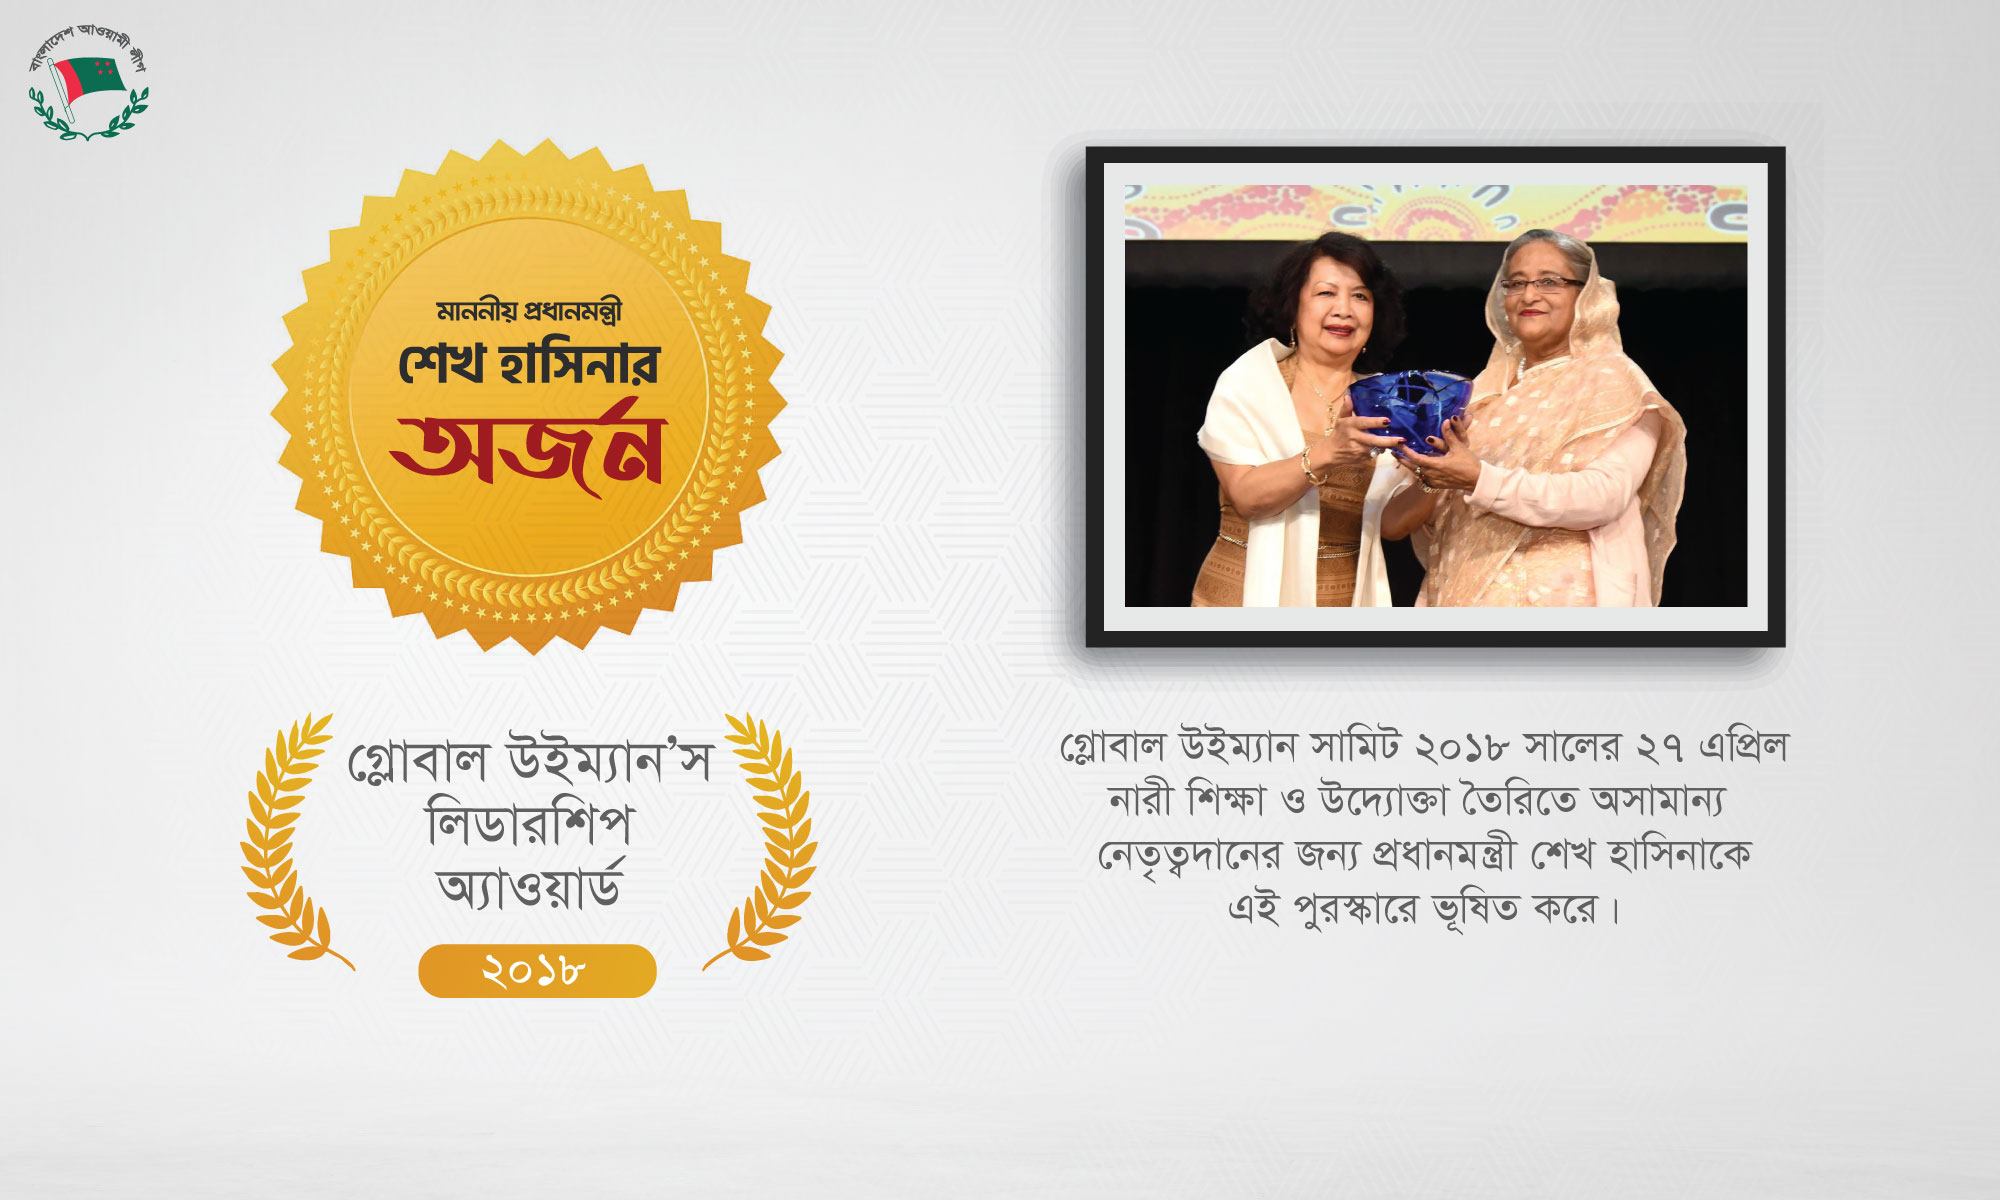 বাংলাদেশ আওয়ামী লীগ
মাননীয় প্রধানমন্ত্রী
শেখ হাসিনার
অর্জন
গ্লোবাল উইম্যান’স
লিডারশিপ
অ্যাওয়ার্ড
২০১৮
গ্লোবাল উইম্যান সামিট ২০১৮ সালের ২৭ এপ্রিল
নারী শিক্ষা ও উদ্যোক্তা তৈরিতে অসামান্য
নেতৃত্বদানের জন্য প্রধানমন্ত্রী শেখ হাসিনাকে
এই পুরস্কারে ভূষিত করে।